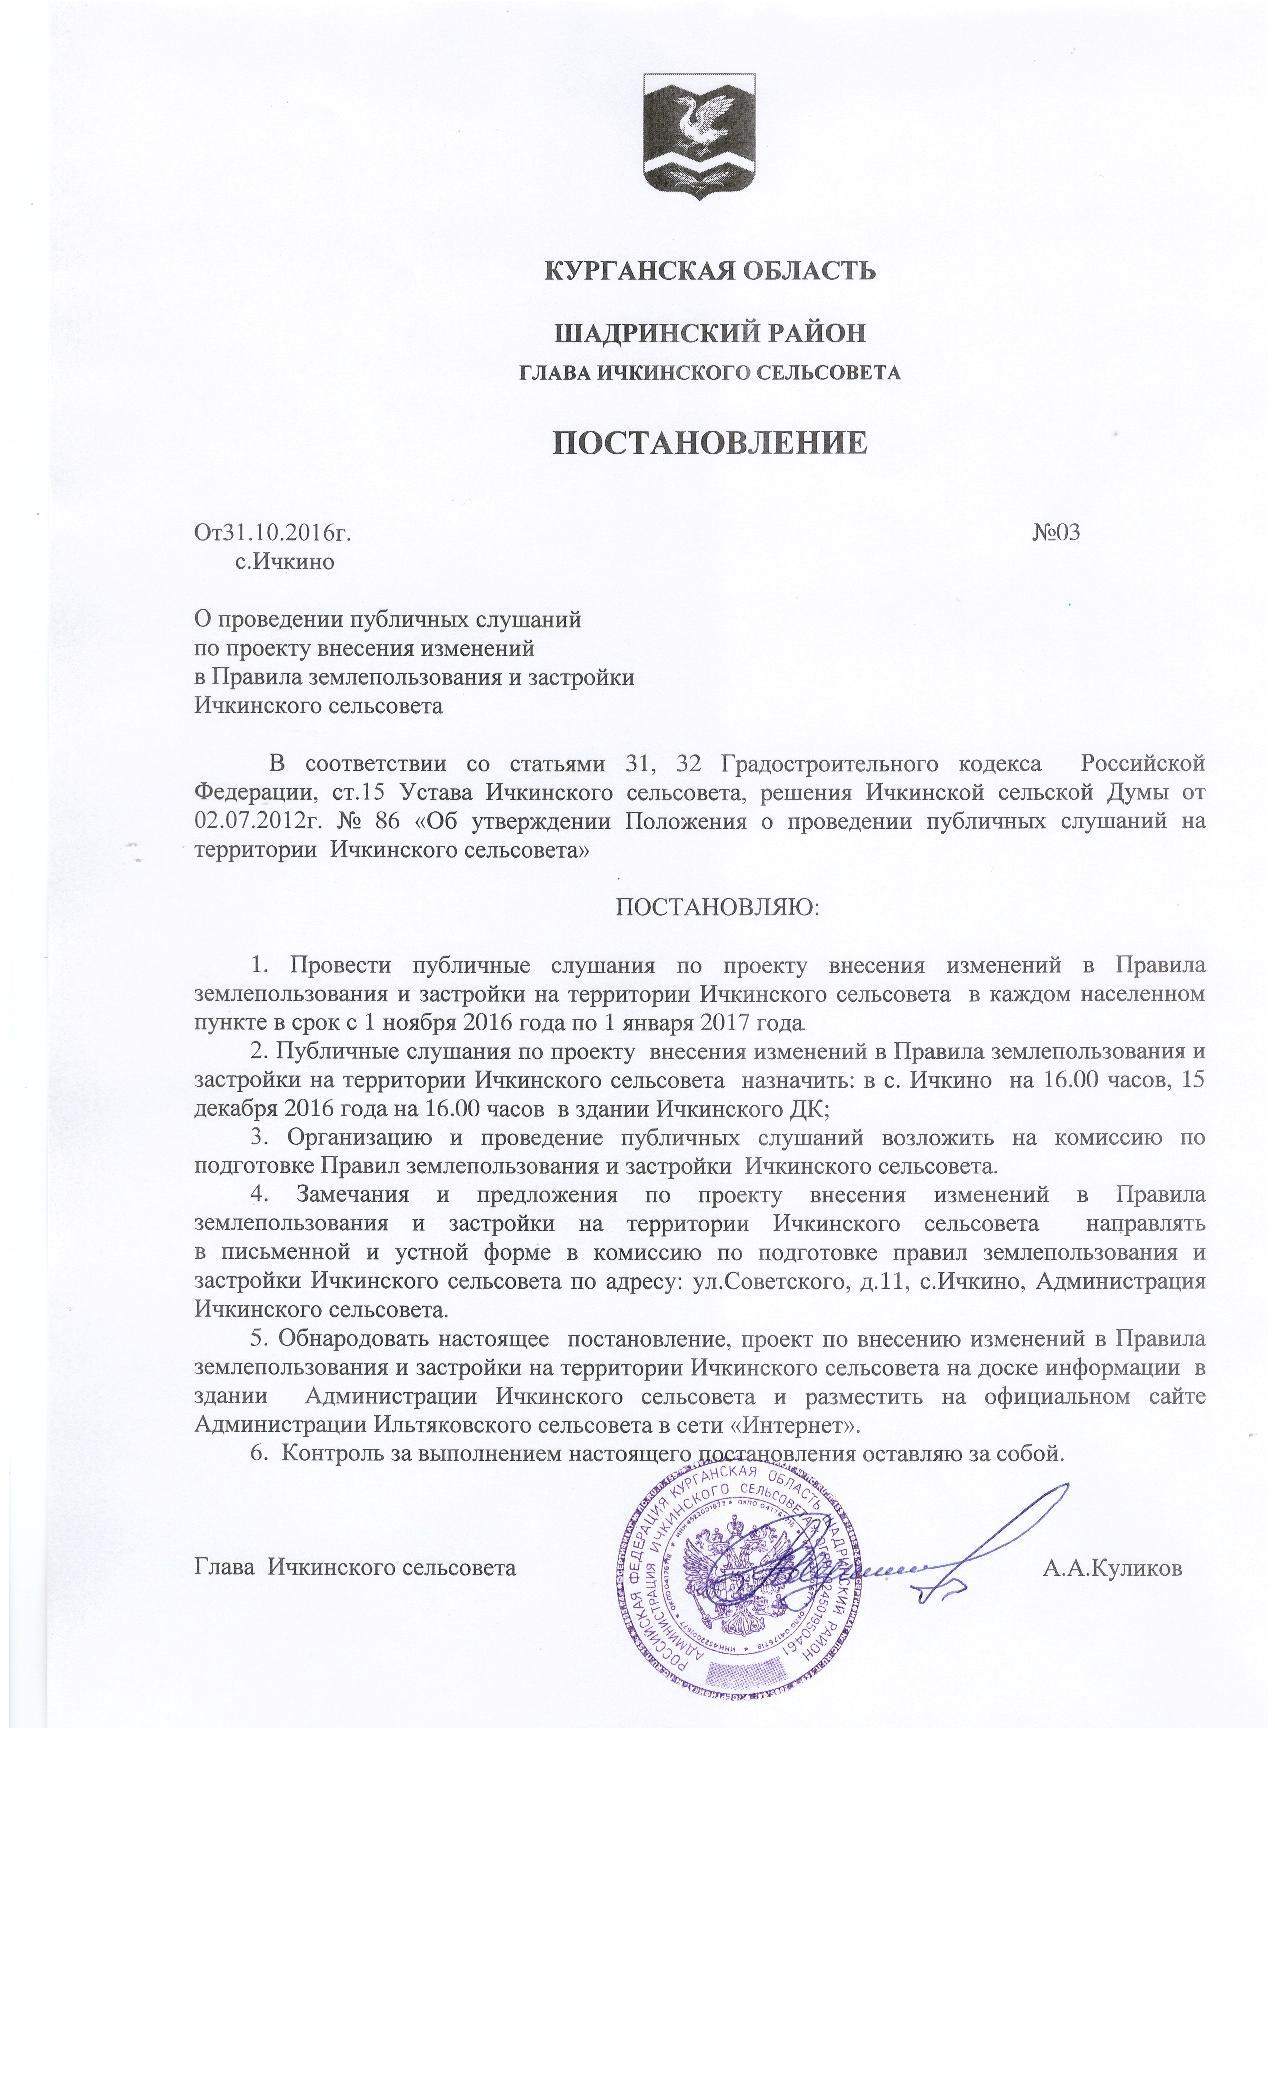 КУРГАНСКАЯ ОБЛАСТЬ
ШАДРИНСКИЙ РАЙОН
ГЛАВА ИЧКИНСКОГО СЕЛЬСОВЕТА
ПОСТАНОВЛЕНИЕ
От31.10.2016г. №03
с.Ичкино
О проведении публичных слушаний
по проекту внесения изменений
в Правила землепользования и застройки
Ичкинского сельсовета
В соответствии со статьями 31, 32 Градостроительного кодекса Российской
Федерации, ст.15 Устава Ичкинского сельсовета, решения Ичкинской сельской Думы от
02.07.2012г. № 86 «Об утверждении Положения о проведении публичных слушаний на
территории Ичкинского сельсовета»
ПОСТАНОВЛЯЮ:
1. Провести публичные слушания по проекту внесения изменений в Правила
землепользования и застройки на территории Ичкинского сельсовета в каждом населенном
пункте в срок с 1 ноября 2016 года по 1 января 2017 года.
2. Публичные слушания по проекту внесения изменений в Правила землепользования и
застройки на территории Ичкинского сельсовета назначить: в с. Ичкино на 16.00 часов, 15
декабря 2016 года на 16.00 часов в здании Ичкинского ДК;
3. Организацию и проведение публичных слушаний возложить на комиссию по
подготовке Правил землепользования и застройки Ичкинского сельсовета.
4. Замечания и предложения по проекту внесения изменений в Правила
землепользования и застройки на территории Ичкинского сельсовета направлять
в письменной и устной форме в комиссию по подготовке правил землепользования и
застройки Ичкинского сельсовета по адресу: ул.Советского, д.11, с.Ичкино, Администрация
Ичкинского сельсовета.
5. Обнародовать настоящее постановление, проект по внесению изменений в Правила
землепользования и застройки на территории Ичкинского сельсовета на доске информации в
здании Администрации Ичкинского сельсовета и разместить на официальном сайте
Администрации Ильтяковского сельсовета в сети «Интернет».
6. Контроль за выполнением настоящего постановления оставляю за собой.
Глава Ичкинского сельсовета А.А.Куликов
РОССИЙСКАЯ ФЕДЕРАЦИЯ КУРГАНСКАЯ ОБЛАСТЬ ШАДРИНСКИЙ РАЙОН
АДМИНИСТРАЦИЯ ИЧКИНСКОГО СЕЛЬСОВЕТА